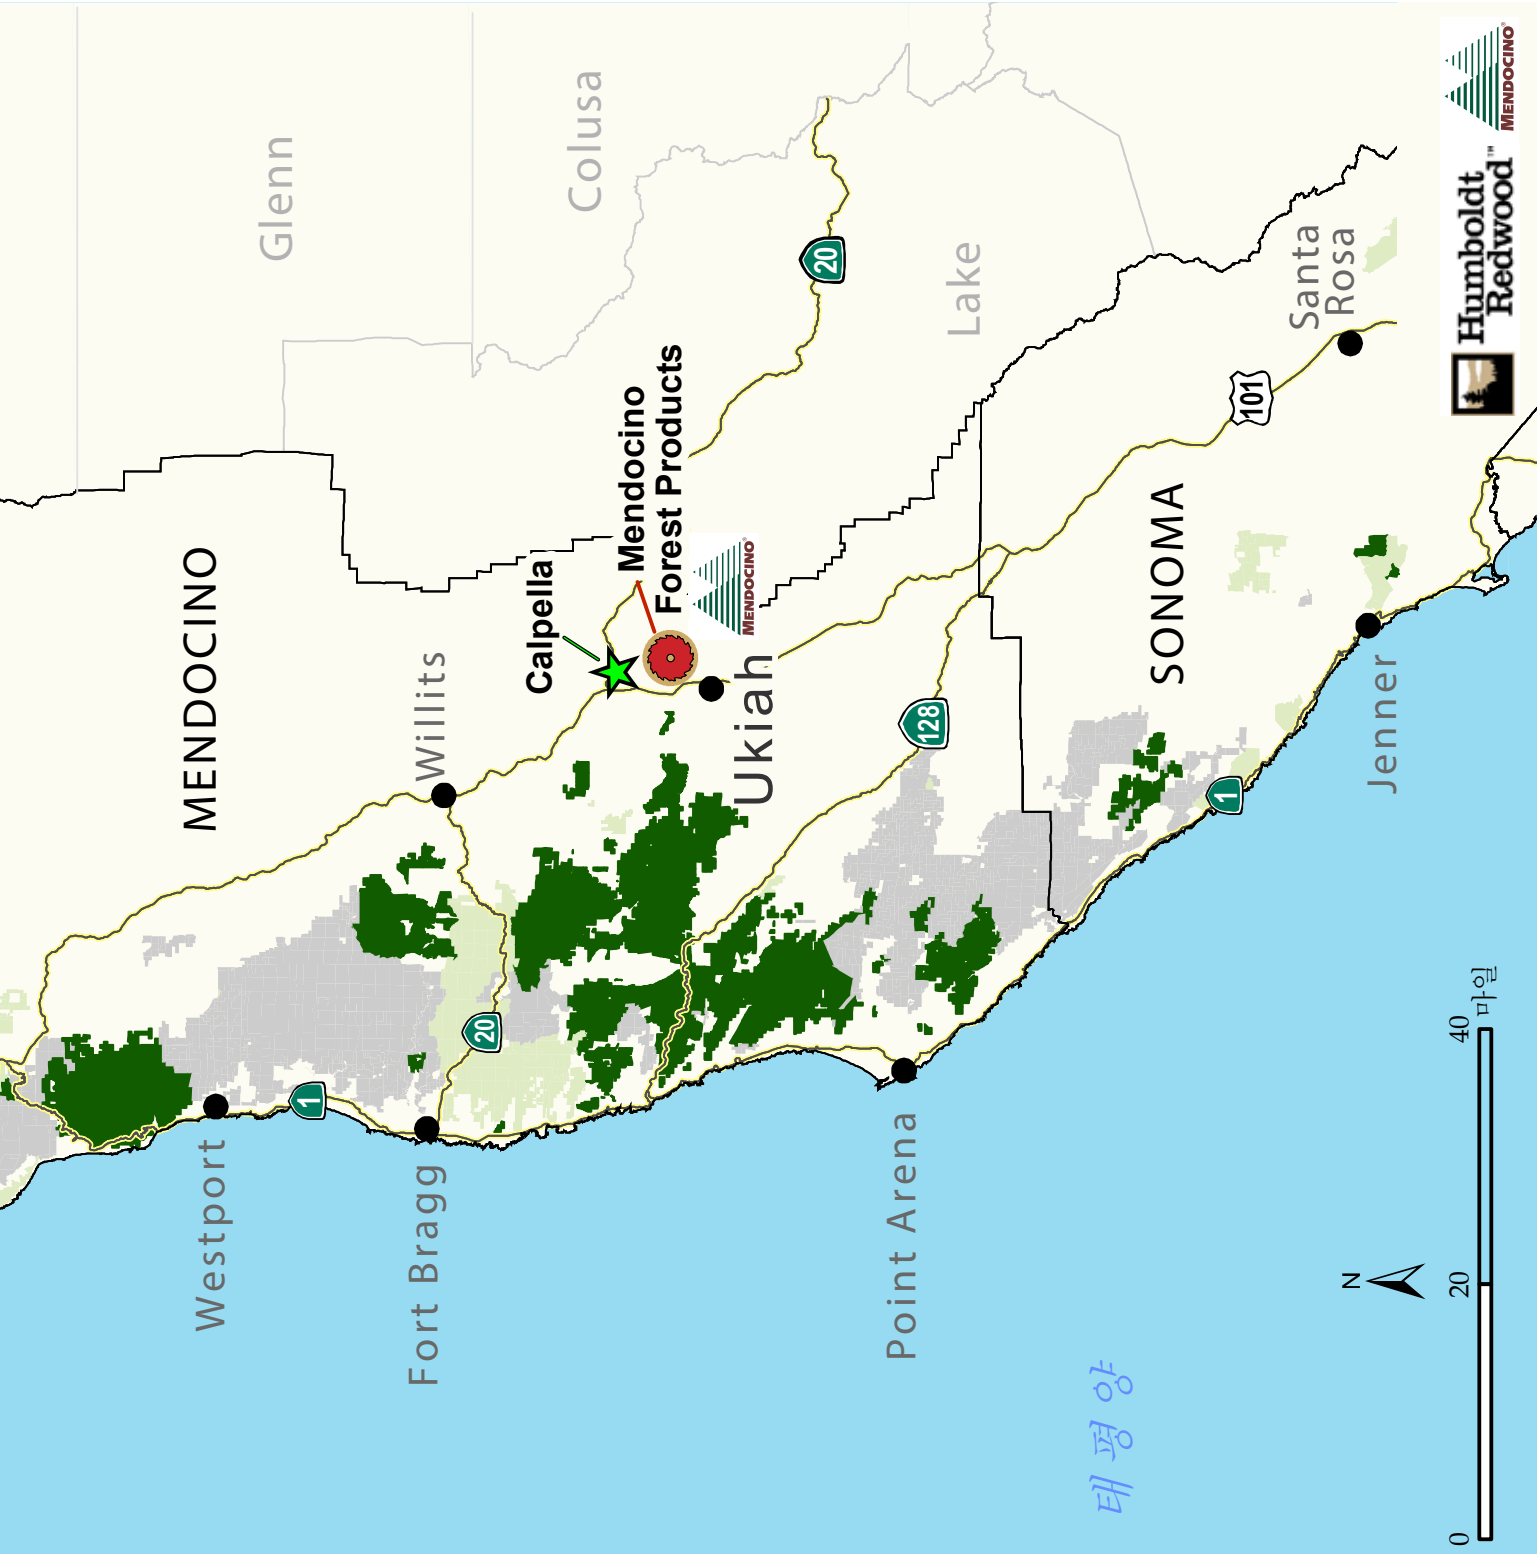 Glenn
Colusa
Lake
MENDOCINO
Willits
Calpella
Mendocino
Forest Products
MENDOCINO®
Ukiah
20
101
128
SONOMA
Santa
Rosa
Westport
1
Fort Bragg
20
Point Arena
1
Jenner
태평양
N
0
20
40
마일
Humboldt
Redwood™
MENDOCINO®